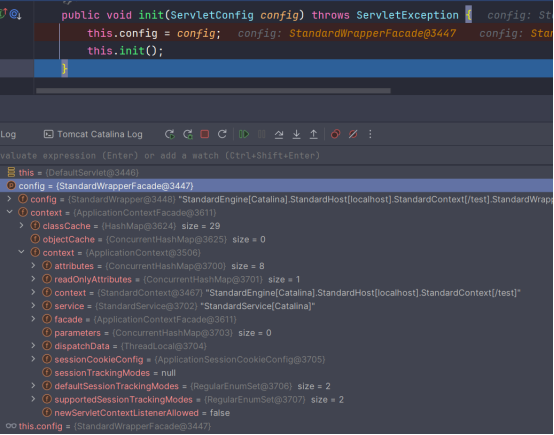 public void init(ServletConfig config) throws ServletException { config: St
this.config = config; config: StandardWrapperFacade@3447 config: Stan
this.init();
}
Log Tomcat Catalina Log
valuate expression (Enter) or add a watch (Ctrl+Shift+Enter)
this = {DefaultServlet@3446}
config = {StandardWrapperFacade@3447}
config = {StandardWrapper@3448} "StandardEngine[Catalina].StandardHost[localhost].StandardContext[/test].StandardWrapp
context = {ApplicationContextFacade@3611}
classCache = {HashMap@3624} size = 29
objectCache = {ConcurrentHashMap@3625} size = 0
context = {ApplicationContext@3506}
attributes = {ConcurrentHashMap@3700} size = 8
readOnlyAttributes = {ConcurrentHashMap@3701} size = 1
context = {StandardContext@3467} "StandardEngine[Catalina].StandardHost[localhost].StandardContext[/test]"
service = {StandardService@3702} "StandardService[Catalina]"
facade = {ApplicationContextFacade@3611}
parameters = {ConcurrentHashMap@3703} size = 0
dispatchData = {ThreadLocal@3704}
sessionCookieConfig = {ApplicationSessionCookieConfig@3705}
sessionTrackingModes = null
defaultSessionTrackingModes = {RegularEnumSet@3706} size = 2
supportedSessionTrackingModes = {RegularEnumSet@3707} size = 2
newServletContextListenerAllowed = false
this.config = {StandardWrapperFacade@3447}